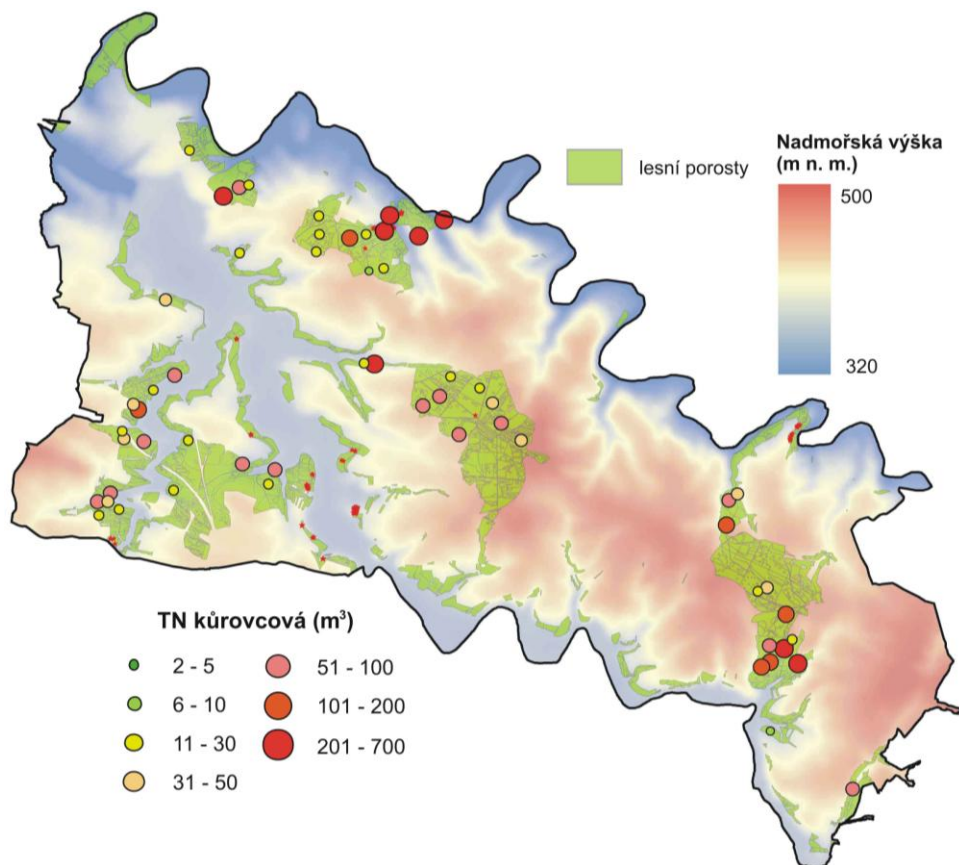 lesní porosty
Nadmořská výška
(m n. m.)
500
320
TN kůrovcová (m³)
2 - 5
6 - 10
11 - 30
31 - 50
51 - 100
101 - 200
201 - 700